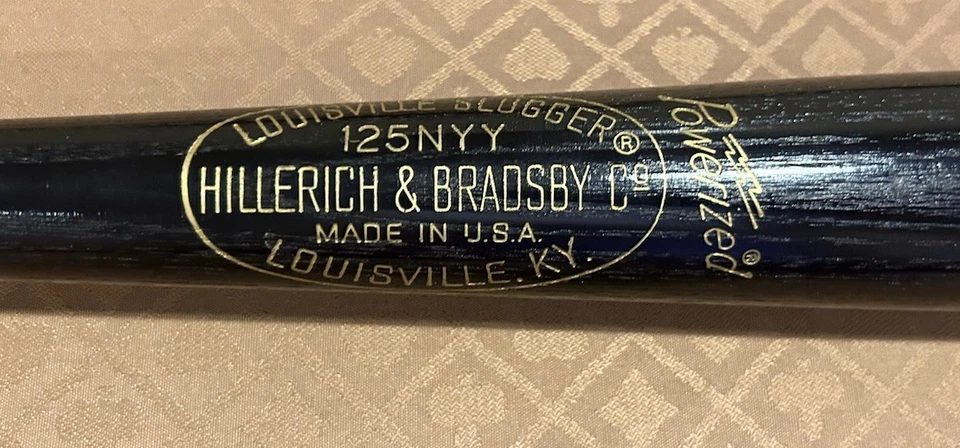 LOUISVILLE SLUGGER®
125NYY
HILLERICH & BRADSBY Co.
MADE IN U.S.A.
LOUISVILLE, KY.
Powerized®